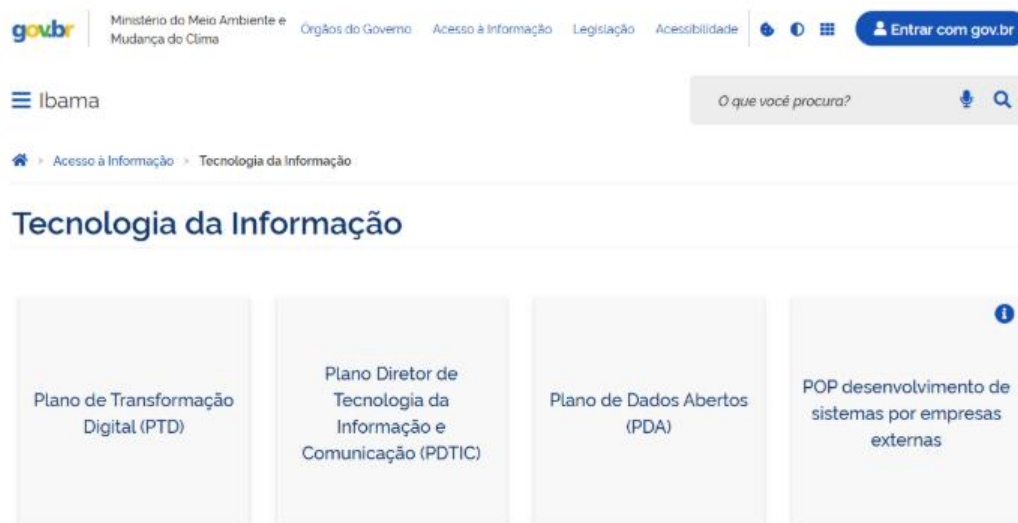 gov.br
Ministério do Meio Ambiente e
Mudança do Clima
Órgãos do Governo
Acesso à Informação
Legislação
Acessibilidade
Entrar com gov.br
Ibama
O que você procura?
Acesso à Informação > Tecnologia da Informação
Tecnologia da Informação
Plano de Transformação
Digital (PTD)
Plano Diretor de
Tecnologia da
Informação e
Comunicação (PDTIC)
Plano de Dados Abertos
(PDA)
POP desenvolvimento de
sistemas por empresas
externas